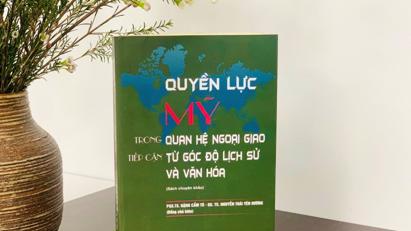 QUYỀN LỰC
MỸ
TRONG QUAN HỆ NGOẠI GIAO
TIẾP CẬN TỪ GÓC ĐỘ LỊCH SỬ
VÀ VĂN HÓA
(Sách chuyên khảo)
PGS.TS. ĐẶNG CẨM TÚ - GS. TS. NGUYỄN THÁI YÊN HƯƠNG
(Đồng chủ biên)